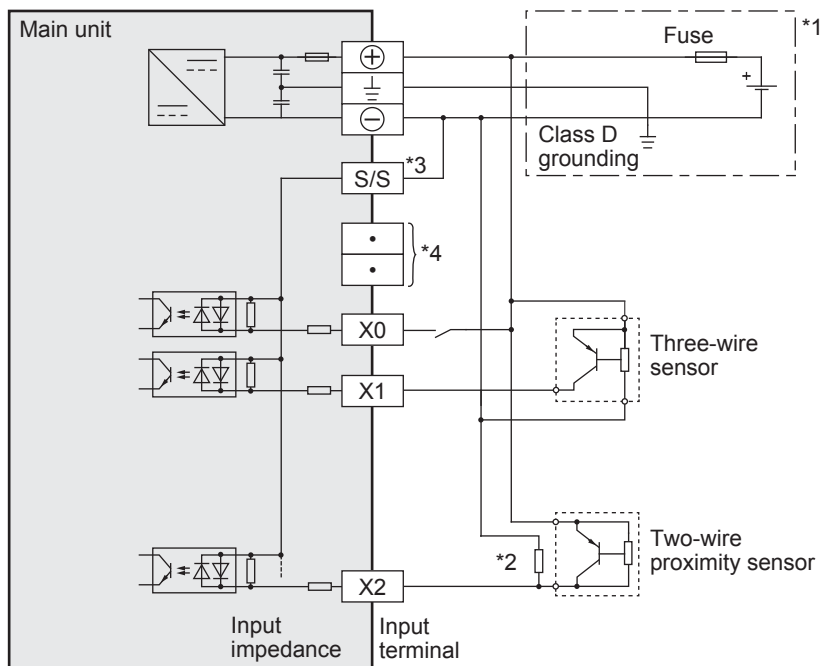 Main unit
Fuse
*1
+
Class D
grounding
S/S
*3
*4
X0
Three-wire
sensor
X1
*2
Two-wire
proximity sensor
X2
Input
impedance
Input
terminal